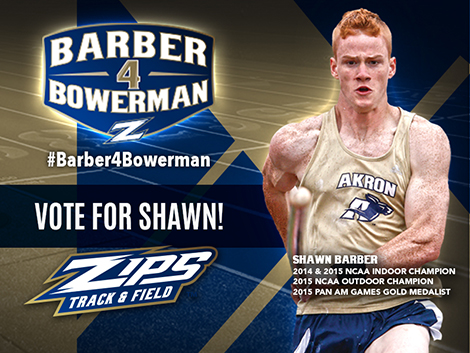 BARBER
4
BOWERMAN
Z
#Barber4Bowerman
VOTE FOR SHAWN!
ZIPS
TRACK & FIELD
AKRON
SHAWN BARBER
2014 & 2015 NCAA INDOOR CHAMPION
2015 NCAA OUTDOOR CHAMPION
2015 PAN AM GAMES GOLD MEDALIST